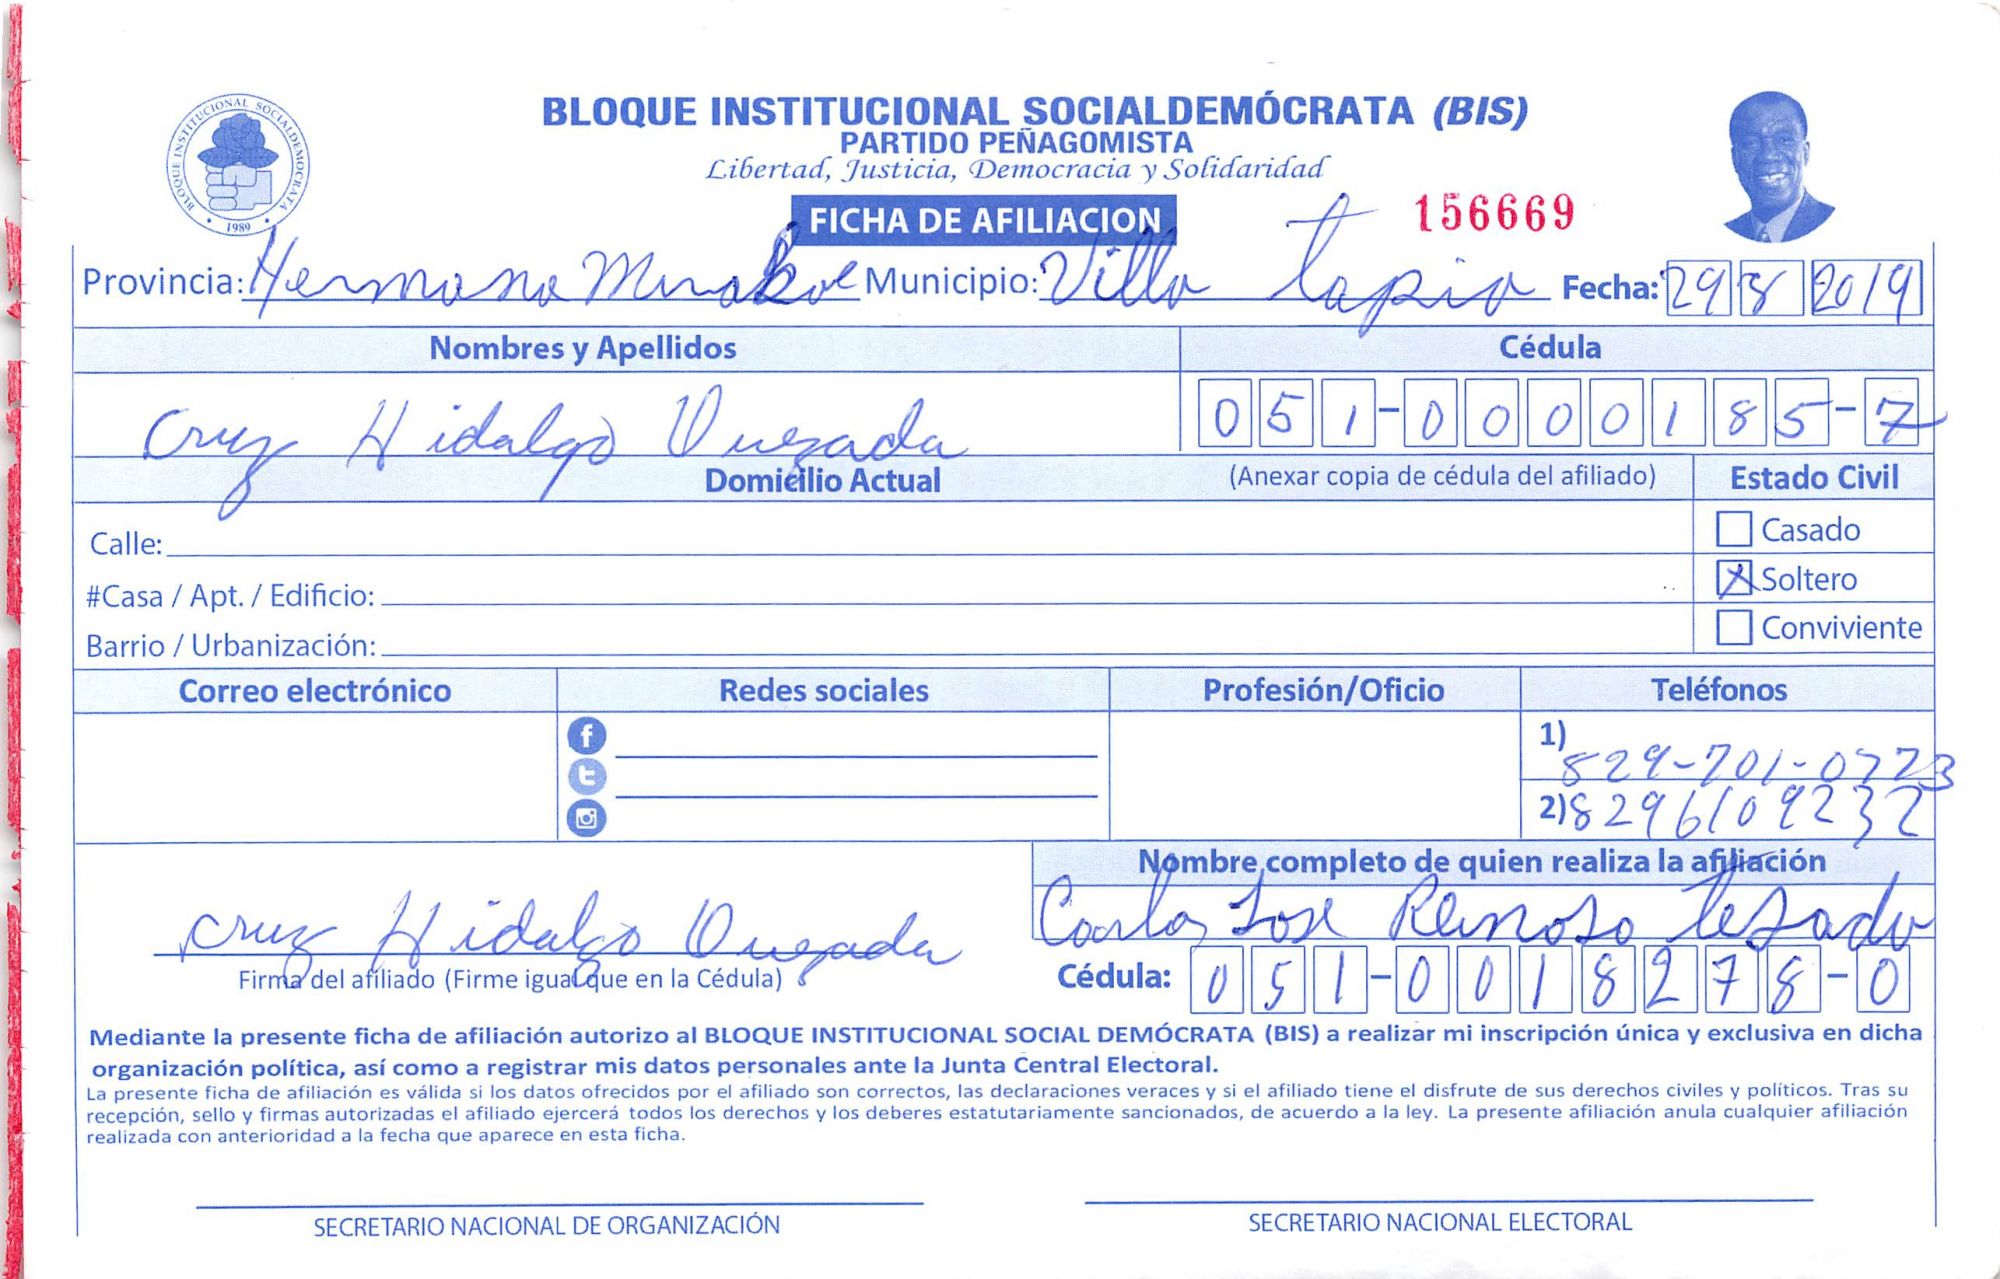 BLOQUE INSTITUCIONAL SOCIALDEMOCRATA
1989
BLOQUE INSTITUCIONAL SOCIALDEMÓCRATA (BIS)
PARTIDO PEÑAGOMISTA
Libertad, Justicia, Democracia y Solidaridad
FICHA DE AFILIACION 156669
Provincia: Hermana Municipio: Villa tapia Fecha: 29 8 2019
Nombres y Apellidos Cédula
Cruz Hidalgo Quezada 051-0000185-7
Domicilio Actual (Anexar copia de cédula del afiliado) Estado Civil
Calle: Casado
#Casa / Apt. / Edificio: X Soltero
Barrio / Urbanización: Conviviente
Correo electrónico Redes sociales Profesión/Oficio Teléfonos
1) 829-701-0773
2) 8296109232
Nombre completo de quien realiza la afiliación
Carlos Jose Reinoso
Cruz Hidalgo Quezada
Firma del afiliado (Firme igual que en la Cédula) Cédula: 051-0018278-0
Mediante la presente ficha de afiliación autorizo al BLOQUE INSTITUCIONAL SOCIAL DEMÓCRATA (BIS) a realizar mi inscripción única y exclusiva en dicha
organización política, así como a registrar mis datos personales ante la Junta Central Electoral.
La presente ficha de afiliación es válida si los datos ofrecidos por el afiliado son correctos, las declaraciones veraces y si el afiliado tiene el disfrute de sus derechos civiles y políticos. Tras su
recepción, sello y firmas autorizadas el afiliado ejercerá todos los derechos y los deberes estatutariamente sancionados, de acuerdo a la ley. La presente afiliación anula cualquier afiliación
realizada con anterioridad a la fecha que aparece en esta ficha.
SECRETARIO NACIONAL DE ORGANIZACIÓN SECRETARIO NACIONAL ELECTORAL